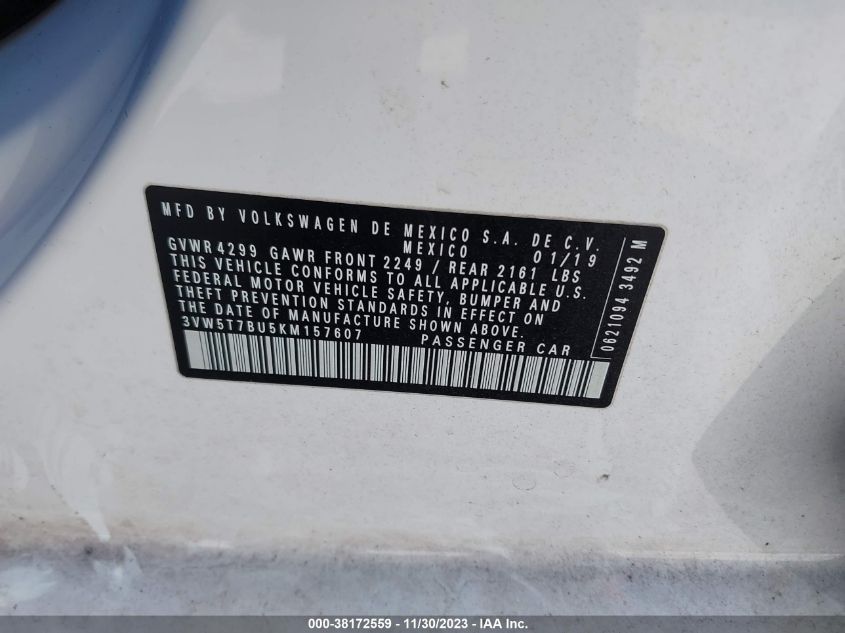 MFD BY VOLKSWAGEN DE MEXICO S.A. DE C.V.
MEXICO 01/19
GVWR 4299 GAWR FRONT 2249 / REAR 2161 LBS
THIS VEHICLE CONFORMS TO ALL APPLICABLE U.S.
FEDERAL MOTOR VEHICLE SAFETY, BUMPER AND
THEFT PREVENTION STANDARDS IN EFFECT ON
THE DATE OF MANUFACTURE SHOWN ABOVE.
3VW5T7BU5KM157607 PASSENGER CAR
0621094 3492 M
000-38172559 - 11/30/2023 - IAA Inc.